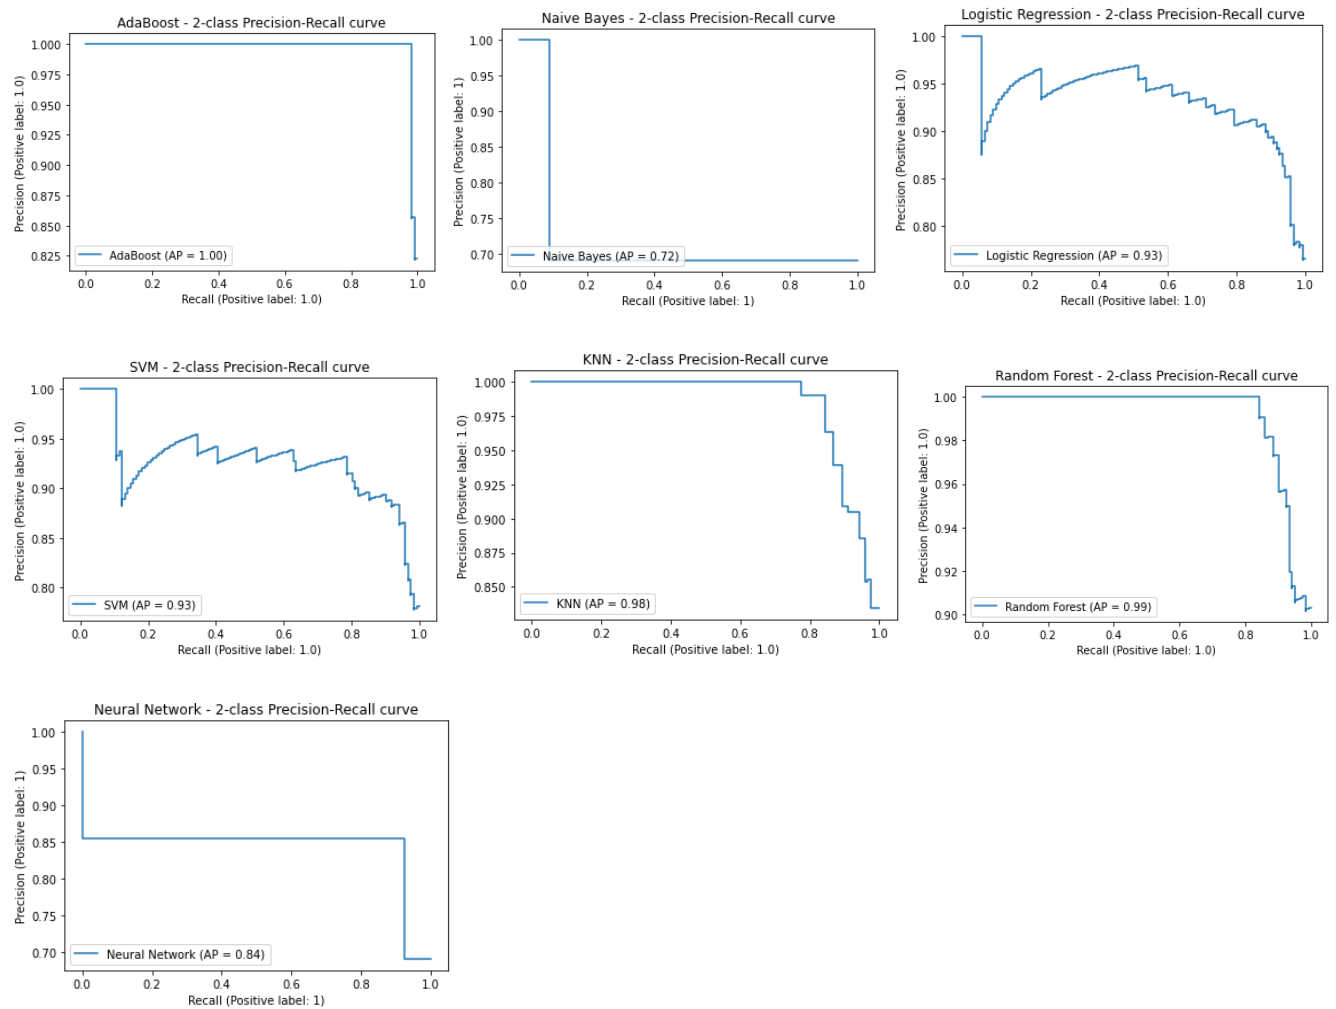 AdaBoost - 2-class Precision-Recall curve
1.000
0.975
0.950
0.925
0.900
0.875
0.850
0.825
Precision (Positive label: 1.0)
AdaBoost (AP = 1.00)
0.0 0.2 0.4 0.6 0.8 1.0
Recall (Positive label: 1.0)
Naive Bayes - 2-class Precision-Recall curve
1.00
0.95
0.90
0.85
0.80
0.75
0.70
Precision (Positive label: 1)
Naive Bayes (AP = 0.72)
0.0 0.2 0.4 0.6 0.8 1.0
Recall (Positive label: 1)
Logistic Regression - 2-class Precision-Recall curve
1.00
0.95
0.90
0.85
0.80
Precision (Positive label: 1.0)
Logistic Regression (AP = 0.93)
0.0 0.2 0.4 0.6 0.8 1.0
Recall (Positive label: 1.0)
SVM - 2-class Precision-Recall curve
1.00
0.95
0.90
0.85
0.80
Precision (Positive label: 1.0)
SVM (AP = 0.93)
0.0 0.2 0.4 0.6 0.8 1.0
Recall (Positive label: 1.0)
KNN - 2-class Precision-Recall curve
1.000
0.975
0.950
0.925
0.900
0.875
0.850
Precision (Positive label: 1.0)
KNN (AP = 0.98)
0.0 0.2 0.4 0.6 0.8 1.0
Recall (Positive label: 1.0)
Random Forest - 2-class Precision-Recall curve
1.00
0.98
0.96
0.94
0.92
0.90
Precision (Positive label: 1.0)
Random Forest (AP = 0.99)
0.0 0.2 0.4 0.6 0.8 1.0
Recall (Positive label: 1.0)
Neural Network - 2-class Precision-Recall curve
1.00
0.95
0.90
0.85
0.80
0.75
0.70
Precision (Positive label: 1)
Neural Network (AP = 0.84)
0.0 0.2 0.4 0.6 0.8 1.0
Recall (Positive label: 1)